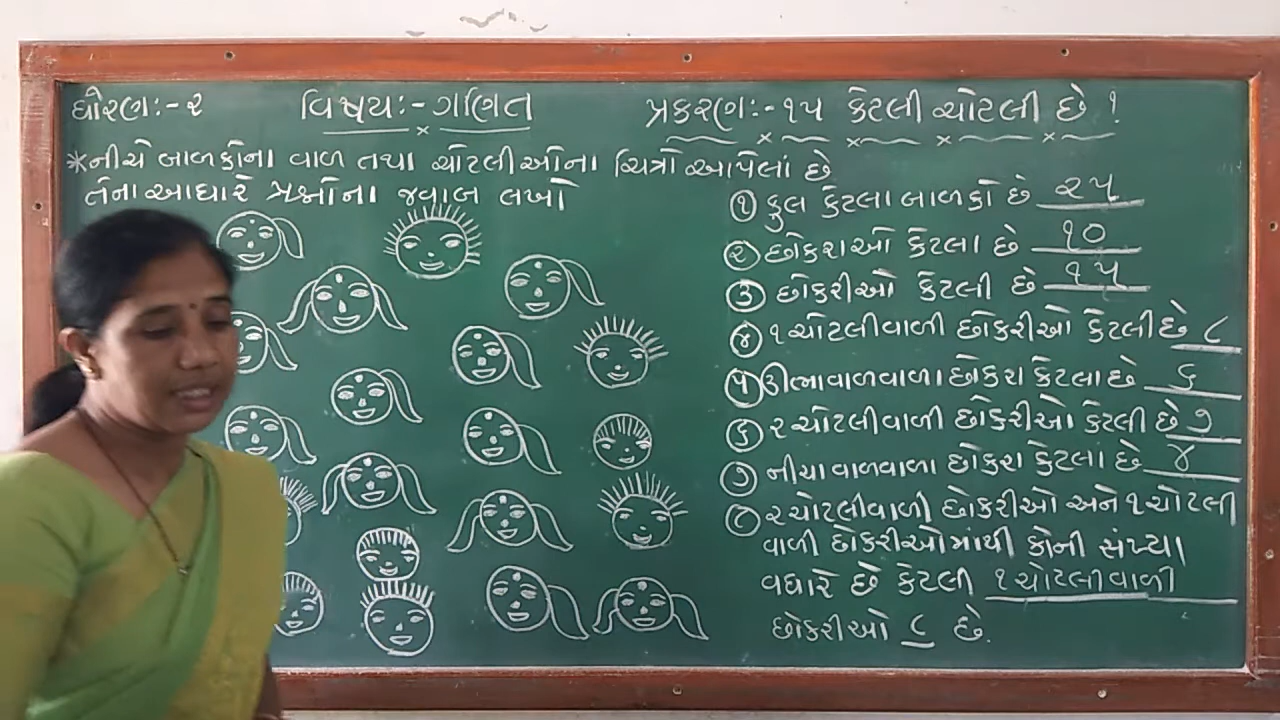 ધોરણઃ-૨ વિષયઃ-ગણિત પ્રકરણઃ-૧૫ કેટલી ચોટલી છે ?
*નીચે બાળકોના વાળ તથા ચોટલીઓના ચિત્રો આપેલાં છે
તેના આધારે પ્રશ્નોના જવાબ લખો
૧ કુલ કેટલા બાળકો છે ૨૫
૨ છોકરાઓ કેટલા છે ૧૦
૩ છોકરીઓ કેટલી છે ૧૫
૪ ૧ ચોટલીવાળી છોકરીઓ કેટલી છે ૮
૫ ઊભાવાળવાળા છોકરા કેટલા છે ૬
૬ ૨ ચોટલીવાળી છોકરીઓ કેટલી છે ૭
૭ નીચા વાળવાળા છોકરા કેટલા છે ૪
૮ ૨ ચોટલીવાળી છોકરીઓ અને ૧ ચોટલી
વાળી છોકરીઓમાંથી કોની સંખ્યા
વધારે છે કેટલી ૧ ચોટલીવાળી
છોકરીઓ ૮ છે.